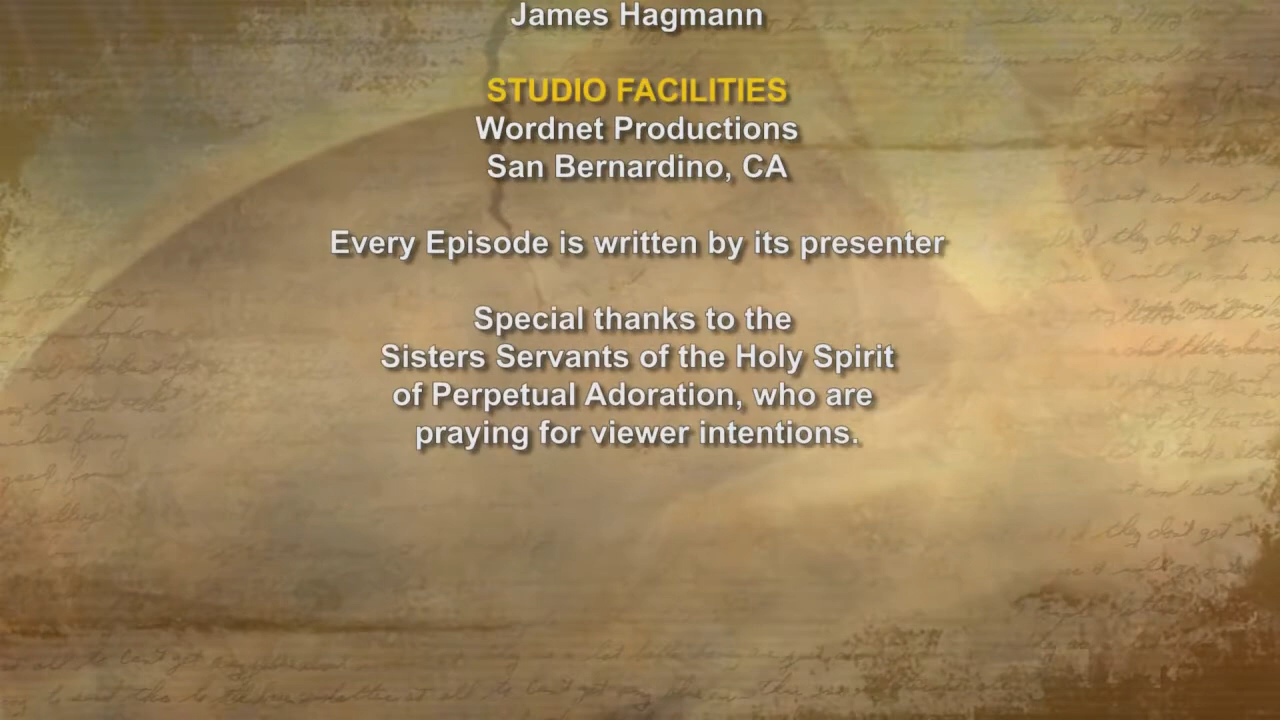 James Hagmann
STUDIO FACILITIES
Wordnet Productions
San Bernardino, CA
Every Episode is written by its presenter
Special thanks to the
Sisters Servants of the Holy Spirit
of Perpetual Adoration, who are
praying for viewer intentions.